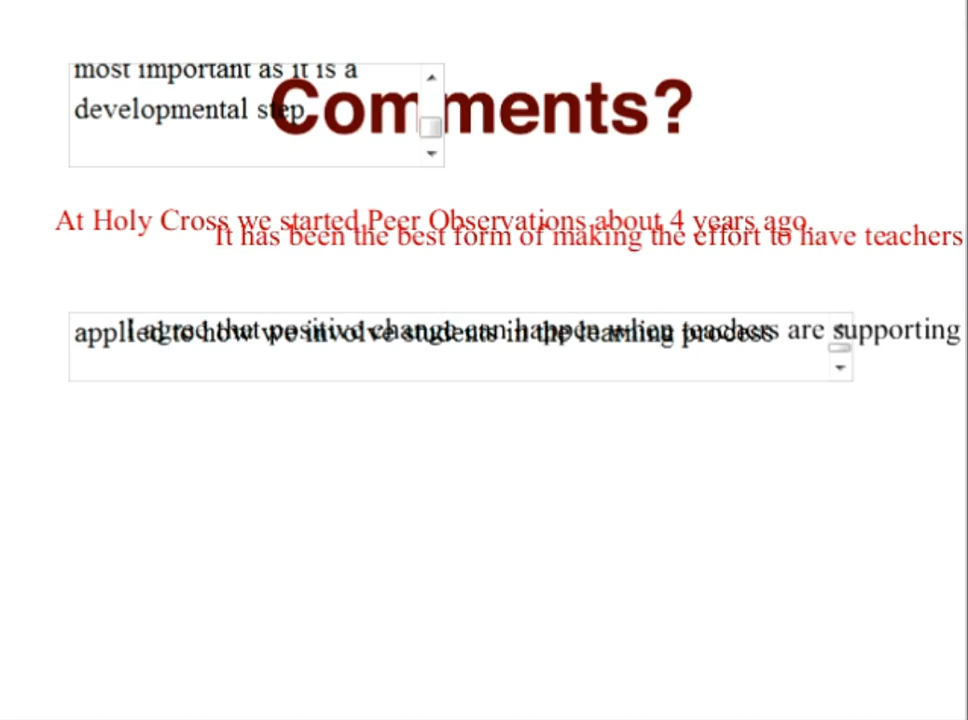 most important as it is a
developmental step
Comments?
At Holy Cross we started Peer Observations about 4 years ago.
It has been the best form of making the effort to have teachers
I agree that positive change can happen when teachers are supporting
applied to how we involve students in the learning process